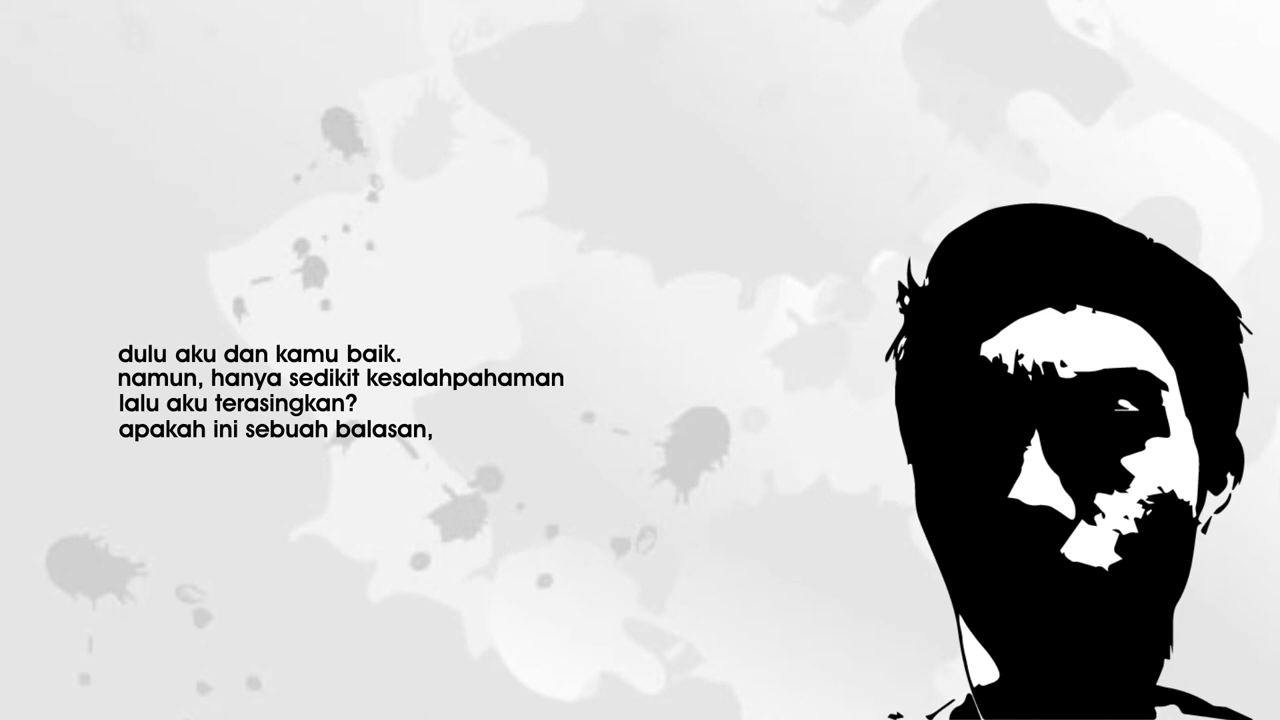 dulu aku dan kamu baik.
namun, hanya sedikit kesalahpahaman
lalu aku terasingkan?
apakah ini sebuah balasan,